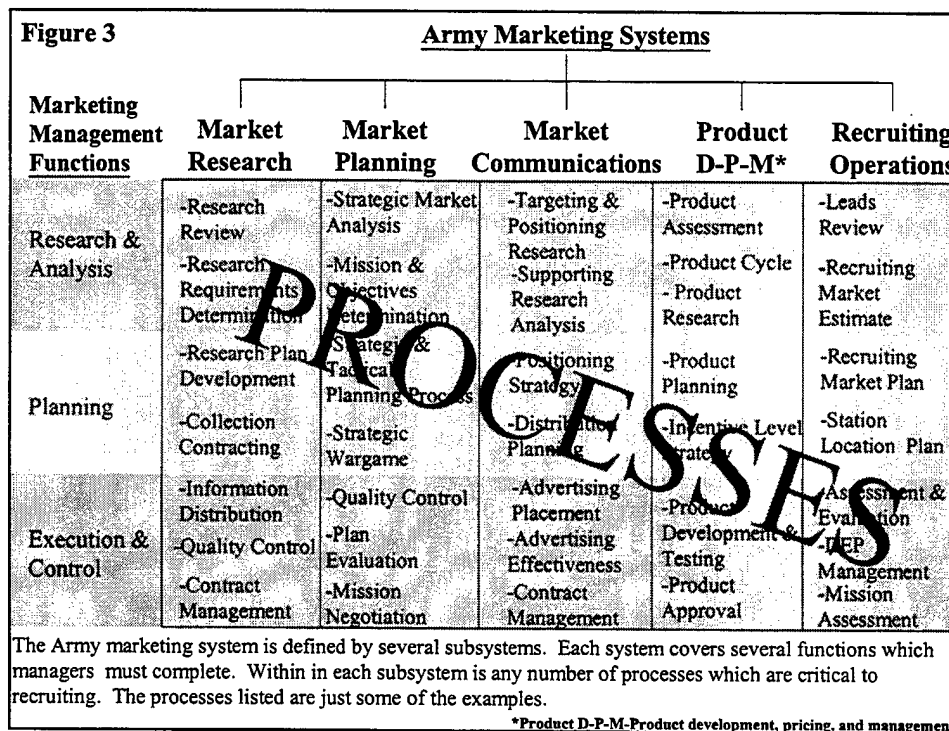 Figure 3
Army Marketing Systems
Marketing
Management
Functions
Market
Research
Market
Planning
Market
Communications
Product
D-P-M*
Recruiting
Operations
Research &
Analysis
-Research
Review
-Research
Requirements
Determination
-Strategic Market
Analysis
-Mission &
Objectives
Determination
-Targeting &
Positioning
Research
-Supporting
Research
Analysis
-Product
Assessment
-Product Cycle
- Product
Research
-Leads
Review
-Recruiting
Market
Estimate
Planning
-Research Plan
Development
-Collection
Contracting
-Strategic &
Tactical
Planning Process
-Strategic
Wargame
-Positioning
Strategy
-Distribution
Planning
-Product
Planning
-Incentive Level
Strategy
-Recruiting
Market Plan
-Station
Location Plan
Execution &
Control
-Information
Distribution
-Quality Control
-Contract
Management
-Quality Control
-Plan
Evaluation
-Mission
Negotiation
-Advertising
Placement
-Advertising
Effectiveness
-Contract
Management
-Product
Development &
Testing
-Product
Approval
-Assessment &
Evaluation
-DEP
Management
-Mission
Assessment
PROCESSES
The Army marketing system is defined by several subsystems. Each system covers several functions which
managers must complete. Within in each subsystem is any number of processes which are critical to
recruiting. The processes listed are just some of the examples.
*Product D-P-M-Product development, pricing, and managemen